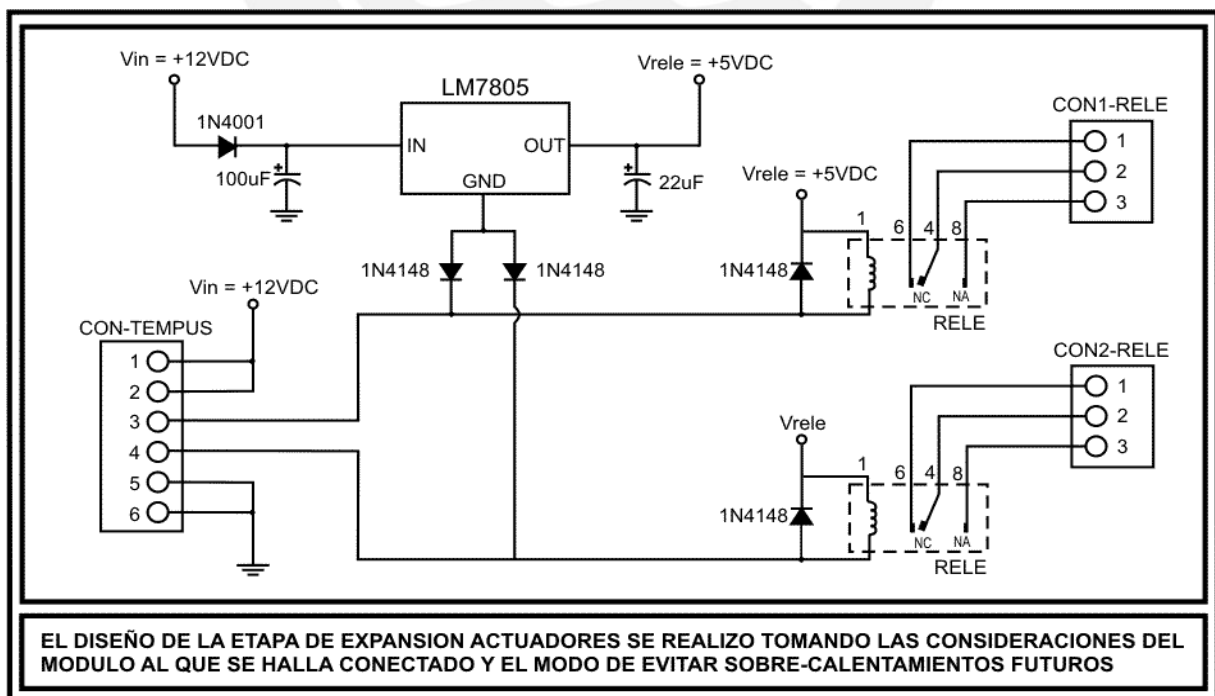 Vin = +12VDC
Vrele = +5VDC
LM7805
CON1-RELE
1N4001
1
IN
OUT
2
100uF
GND
22uF
Vrele = +5VDC
3
1
6
4
8
1N4148
1N4148
1N4148
Vin = +12VDC
NC
NA
RELE
CON-TEMPUS
CON2-RELE
1
1
2
2
3
Vrele
3
4
1
6
4
8
5
6
1N4148
NC
NA
RELE
EL DISEÑO DE LA ETAPA DE EXPANSION ACTUADORES SE REALIZO TOMANDO LAS CONSIDERACIONES DEL
MODULO AL QUE SE HALLA CONECTADO Y EL MODO DE EVITAR SOBRE-CALENTAMIENTOS FUTUROS